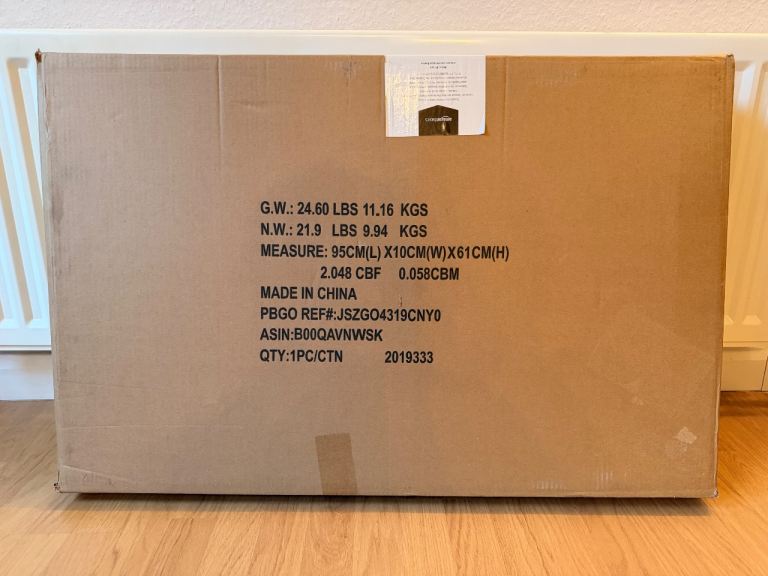 G.W.: 24.60 LBS 11.16 KGS
N.W.: 21.9 LBS 9.94 KGS
MEASURE: 95CM(L) X10CM(W)X61CM(H)
2.048 CBF 0.058CBM
MADE IN CHINA
PBGO REF#:JSZGO4319CNY0
ASIN:B00QAVNWSK
QTY:1PC/CTN 2019333